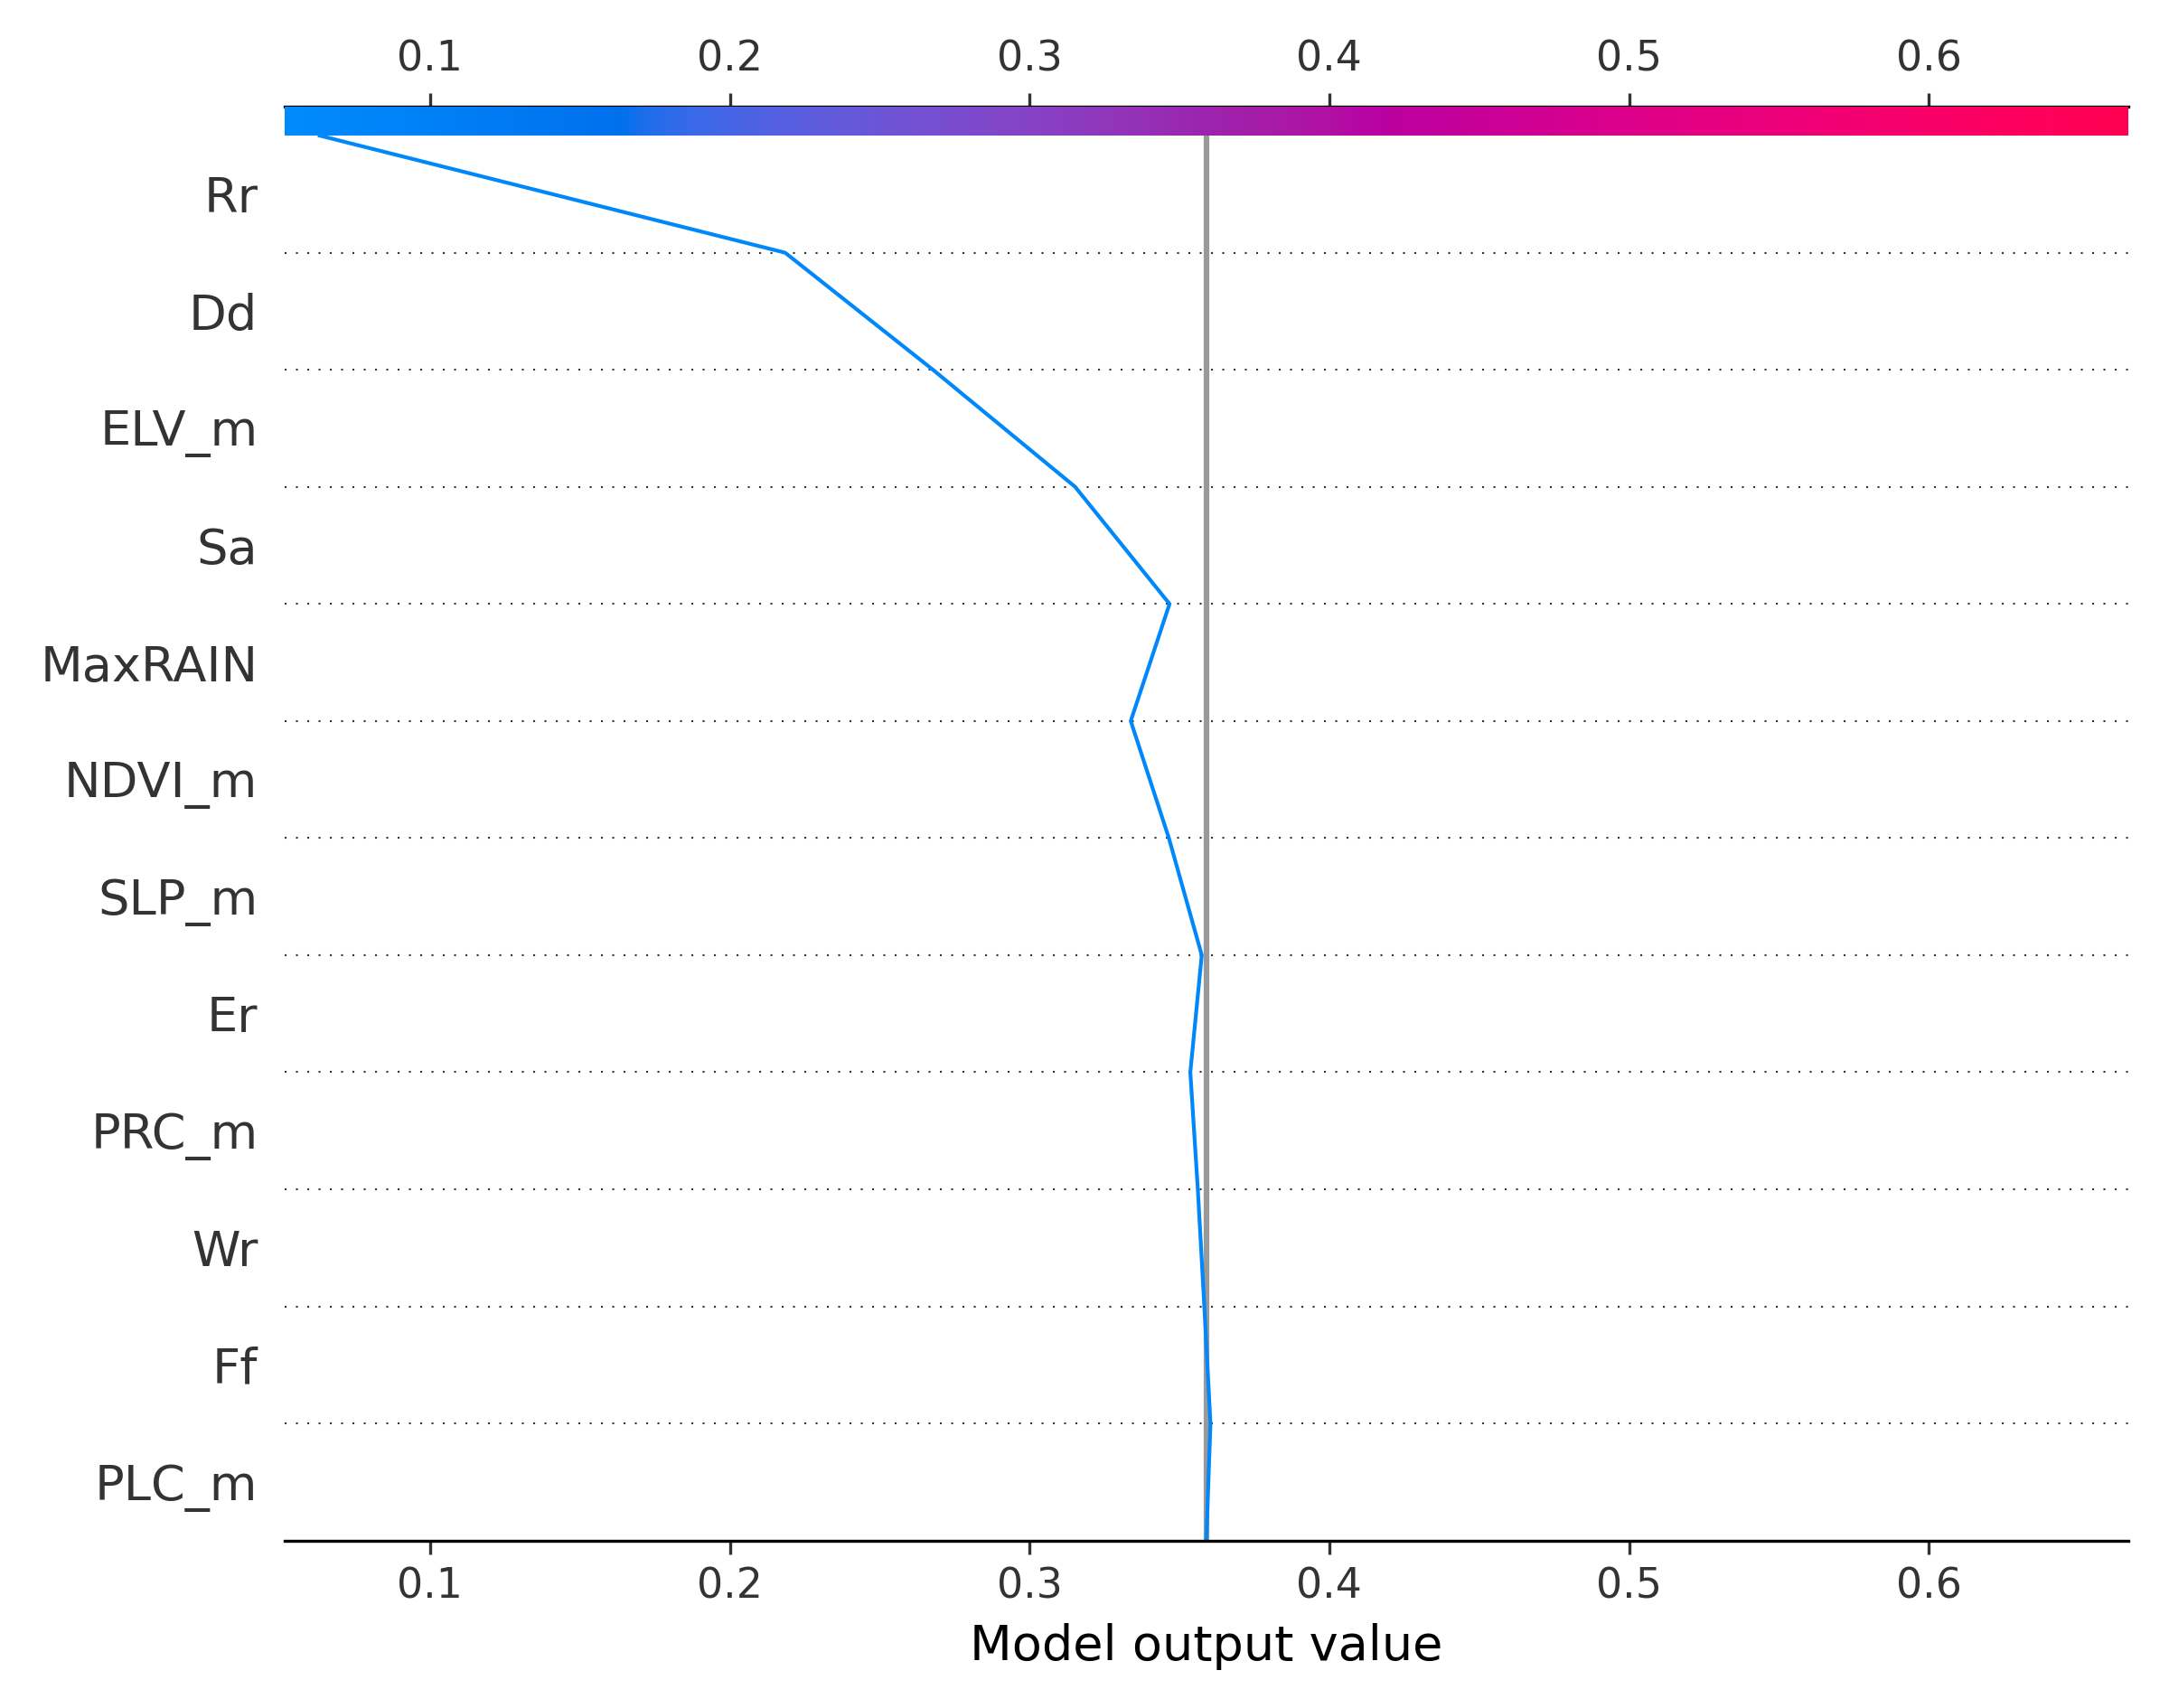 0.1 0.2 0.3 0.4 0.5 0.6
Rr
Dd
ELV_m
Sa
MaxRAIN
NDVI_m
SLP_m
Er
PRC_m
Wr
Ff
PLC_m
0.1 0.2 0.3 0.4 0.5 0.6
Model output value